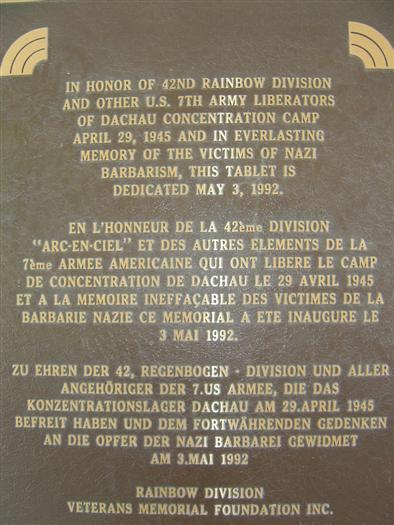 IN HONOR OF 42ND RAINBOW DIVISION
AND OTHER U.S. 7TH ARMY LIBERATORS
OF DACHAU CONCENTRATION CAMP
APRIL 29, 1945 AND IN EVERLASTING
MEMORY OF THE VICTIMS OF NAZI
BARBARISM, THIS TABLET IS
DEDICATED MAY 3, 1992.
EN L'HONNEUR DE LA 42ème DIVISION
"ARC-EN-CIEL" ET DES AUTRES ELEMENTS DE LA
7ème ARMEE AMERICAINE QUI ONT LIBERE LE CAMP
DE CONCENTRATION DE DACHAU LE 29 AVRIL 1945
ET A LA MEMOIRE INEFFAÇABLE DES VICTIMES DE LA
BARBARIE NAZIE CE MEMORIAL A ETE INAUGURE LE
3 MAI 1992.
ZU EHREN DER 42, REGENBOGEN - DIVISION UND ALLER
ANGEHÖRIGER DER 7.US ARMEE, DIE DAS
KONZENTRATIONSLAGER DACHAU AM 29.APRIL 1945
BEFREIT HABEN UND DEM FORTWÄHRENDEN GEDENKEN
AN DIE OPFER DER NAZI BARBAREI GEWIDMET
AM 3.MAI 1992
RAINBOW DIVISION
VETERANS MEMORIAL FOUNDATION INC.